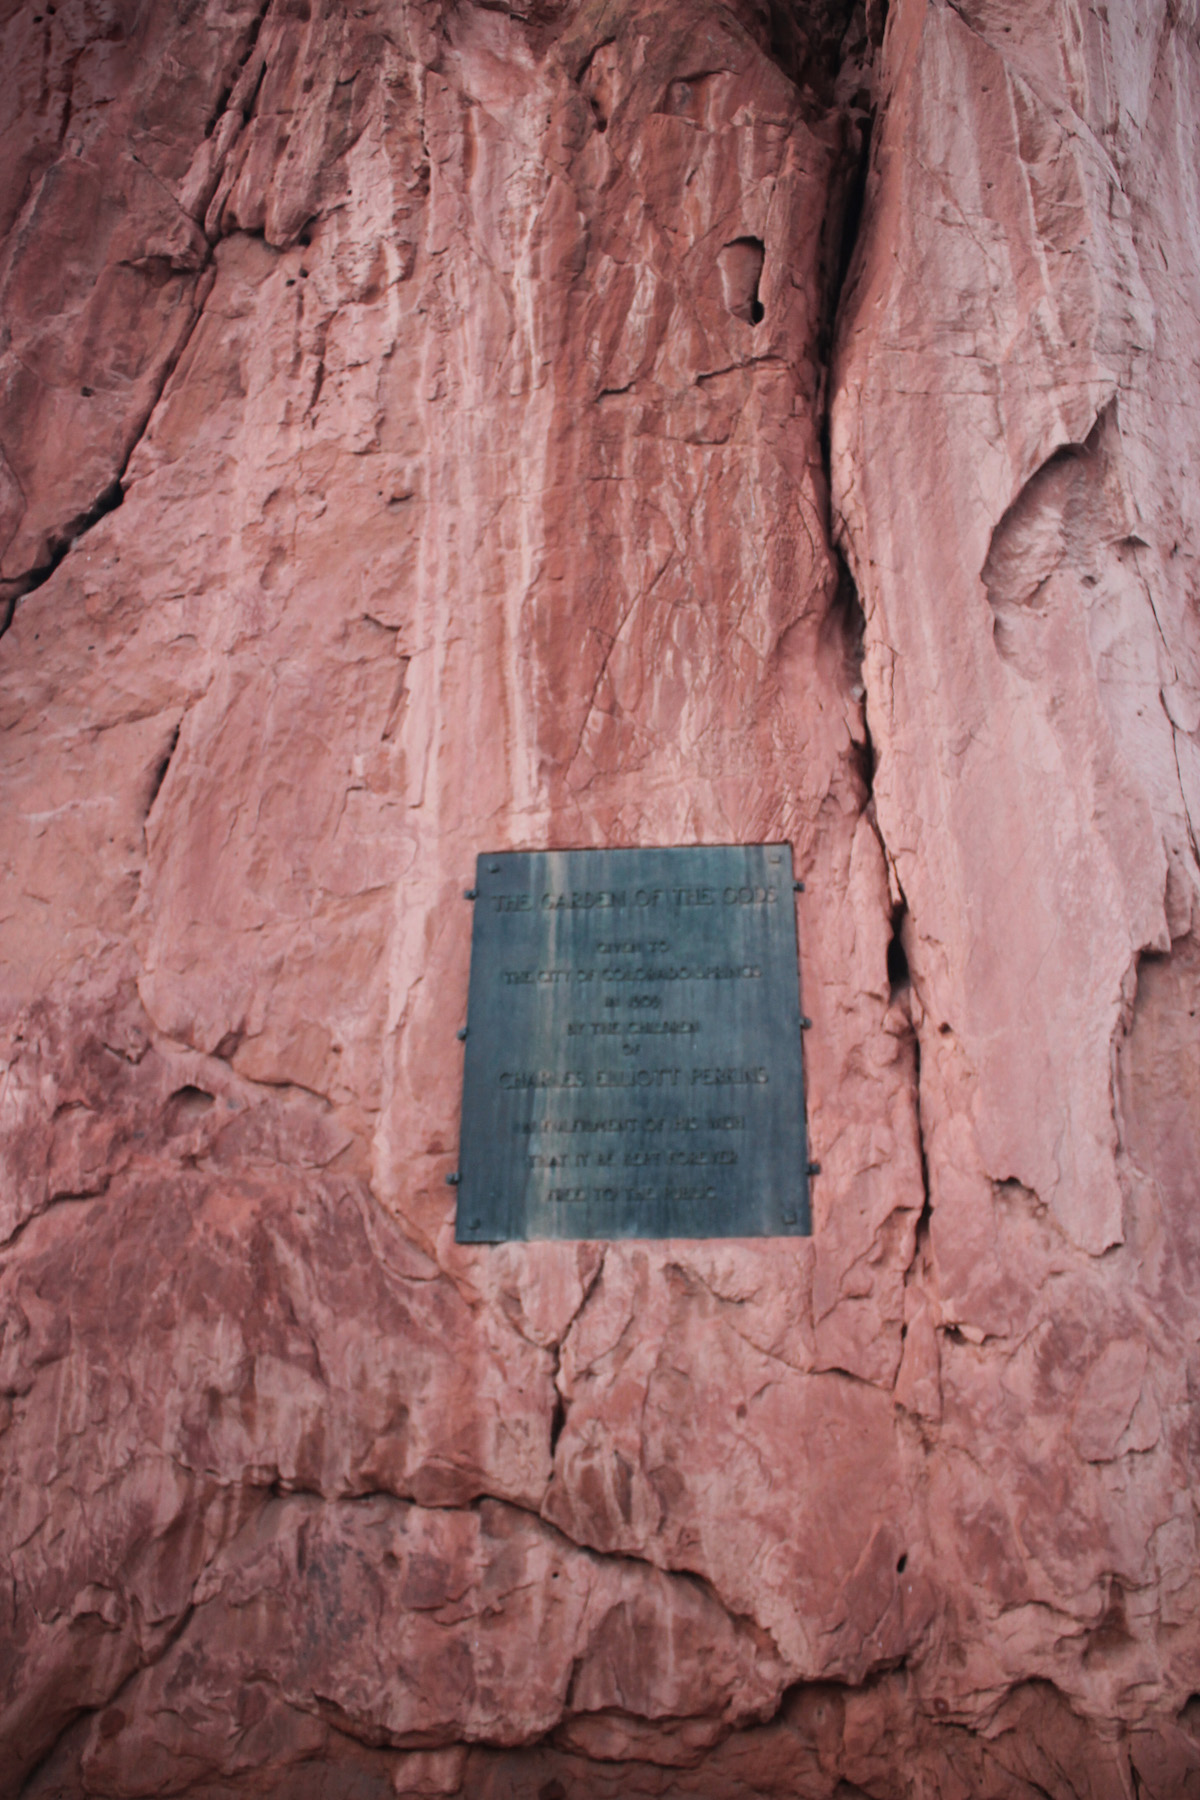 THE GARDEN OF THE GODS
GIVEN TO
THE CITY OF COLORADO SPRINGS
IN 1909
BY THE CHILDREN
OF
CHARLES ELLIOTT PERKINS
IN FULFILLMENT OF HIS WISH
THAT IT BE KEPT FOREVER
FREE TO THE PUBLIC